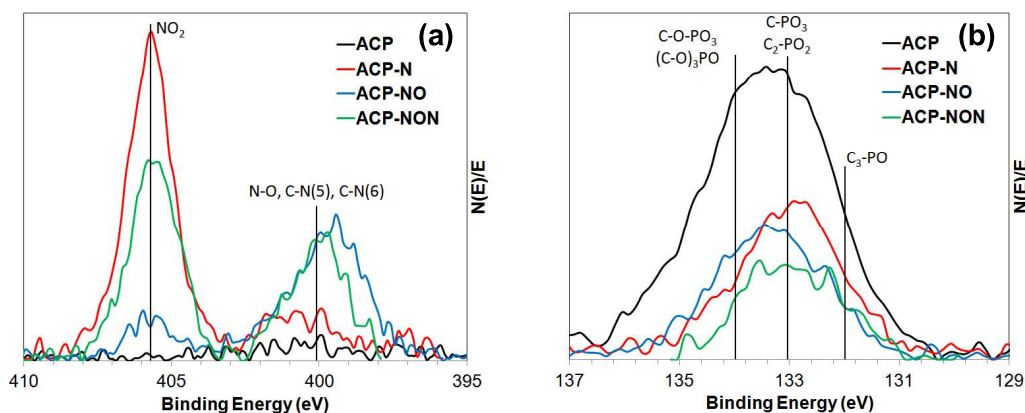 NO₂
(a)
ACP
ACP-N
ACP-NO
ACP-NON
N-O, C-N(5), C-N(6)
N(E)/E
410
405
400
395
Binding Energy (eV)
C-O-PO₃
(C-O)₃PO
C-PO₃
C₂-PO₂
(b)
ACP
ACP-N
ACP-NO
ACP-NON
C₃-PO
N(E)/E
137
135
133
131
129
Binding Energy (eV)